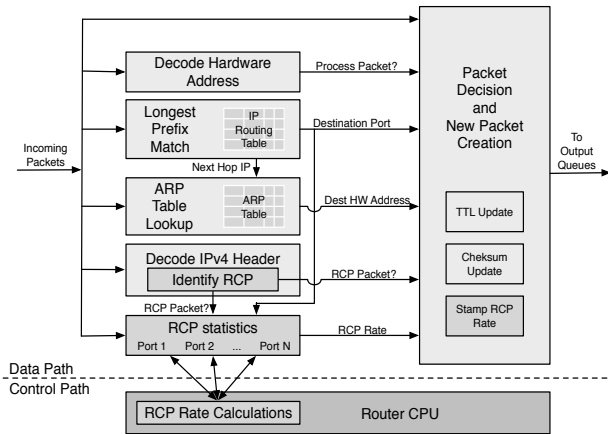 Incoming
Packets
Decode Hardware
Address
Process Packet?
Longest
Prefix
Match
IP
Routing
Table
Destination Port
Next Hop IP
ARP
Table
Lookup
ARP
Table
Dest HW Address
Decode IPv4 Header
Identify RCP
RCP Packet?
RCP Packet?
RCP statistics
Port 1 Port 2 ... Port N
RCP Rate
Packet
Decision
and
New Packet
Creation
TTL Update
Cheksum
Update
Stamp RCP
Rate
To
Output
Queues
Data Path
Control Path
RCP Rate Calculations
Router CPU